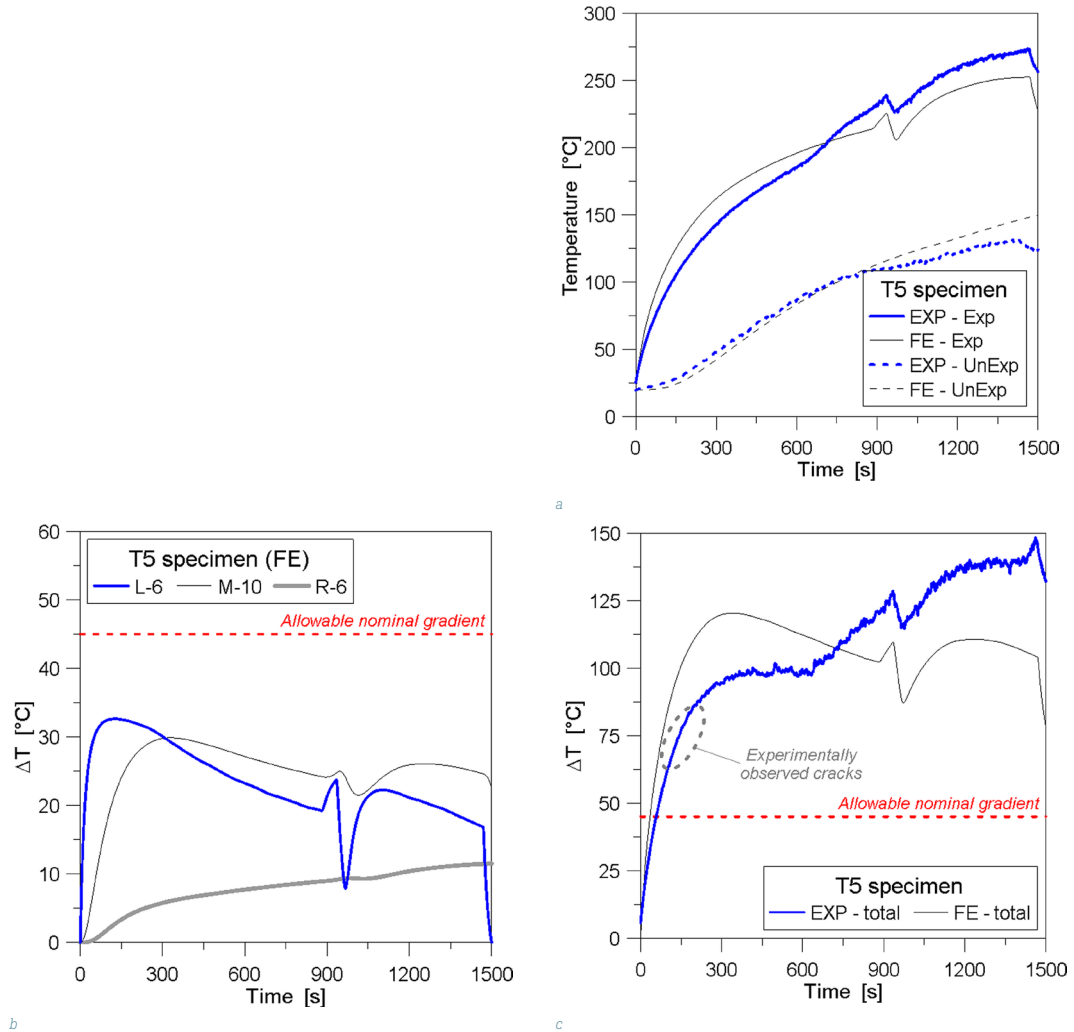 300
250
200
150
100
50
0
Temperature [°C]
T5 specimen
EXP - Exp
FE - Exp
EXP - UnExp
FE - UnExp
0 300 600 900 1200 1500
Time [s]
a
60
50
40
30
20
10
0
ΔT [°C]
T5 specimen (FE)
L-6 M-10 R-6
Allowable nominal gradient
0 300 600 900 1200 1500
Time [s]
b
150
125
100
75
50
25
0
ΔT [°C]
Experimentally
observed cracks
Allowable nominal gradient
T5 specimen
EXP - total FE - total
0 300 600 900 1200 1500
Time [s]
c